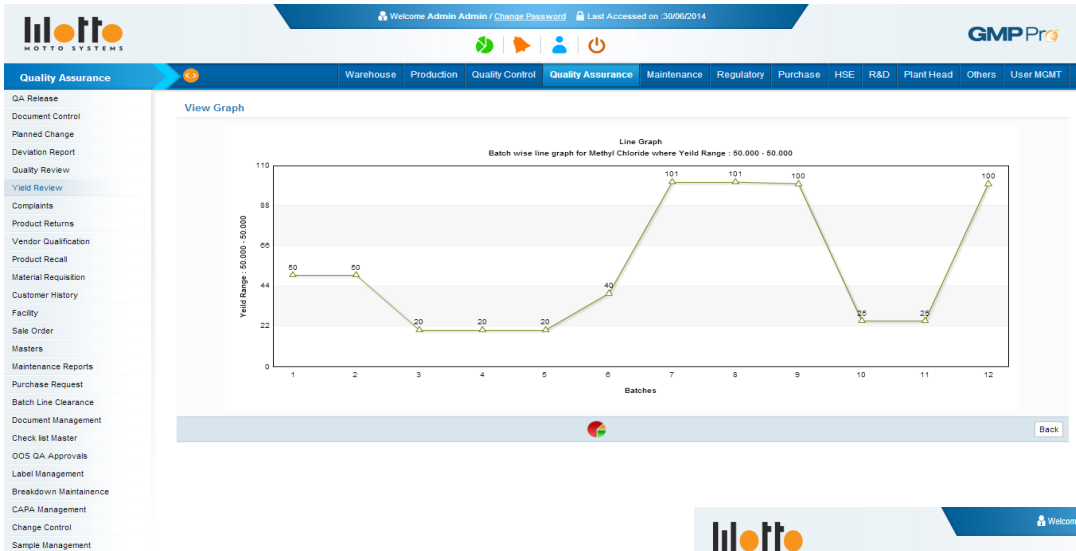 Motto
MOTTO SYSTEMS
Welcome Admin Admin / Change Password Last Accessed on :30/06/2014
GMPPro
Quality Assurance
Warehouse Production Quality Control Quality Assurance Maintenance Regulatory Purchase HSE R&D Plant Head Others User MGMT
QA Release
Document Control
Planned Change
Deviation Report
Quality Review
Yield Review
Complaints
Product Returns
Vendor Qualification
Product Recall
Material Requisition
Customer History
Facility
Sale Order
Masters
Maintenance Reports
Purchase Request
Batch Line Clearance
Document Management
Check list Master
OOS QA Approvals
Label Management
Breakdown Maintainence
CAPA Management
Change Control
Sample Management
View Graph
Line Graph
Batch wise line graph for Methyl Chloride where Yeild Range : 50.000 - 50.000
Yeild Range : 50.000 - 50.000
110
88
66
44
22
0
50 50 20 20 20 40 101 101 100 25 25 100
1 2 3 4 5 6 7 8 9 10 11 12
Batches
Back
Motto
Welcom